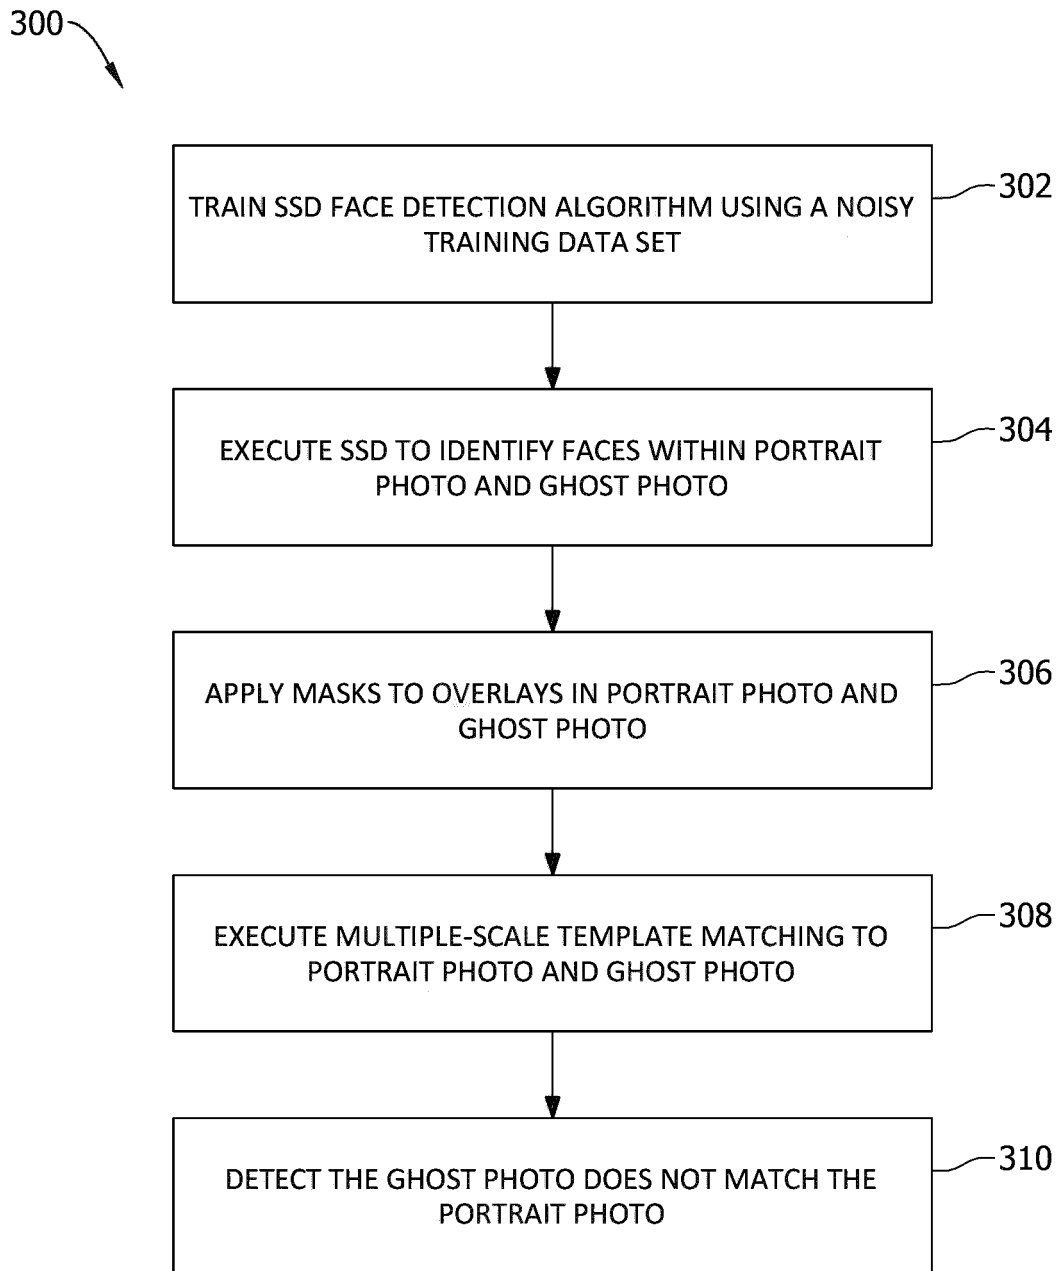 300
302
TRAIN SSD FACE DETECTION ALGORITHM USING A NOISY
TRAINING DATA SET
304
EXECUTE SSD TO IDENTIFY FACES WITHIN PORTRAIT
PHOTO AND GHOST PHOTO
306
APPLY MASKS TO OVERLAYS IN PORTRAIT PHOTO AND
GHOST PHOTO
308
EXECUTE MULTIPLE-SCALE TEMPLATE MATCHING TO
PORTRAIT PHOTO AND GHOST PHOTO
310
DETECT THE GHOST PHOTO DOES NOT MATCH THE
PORTRAIT PHOTO